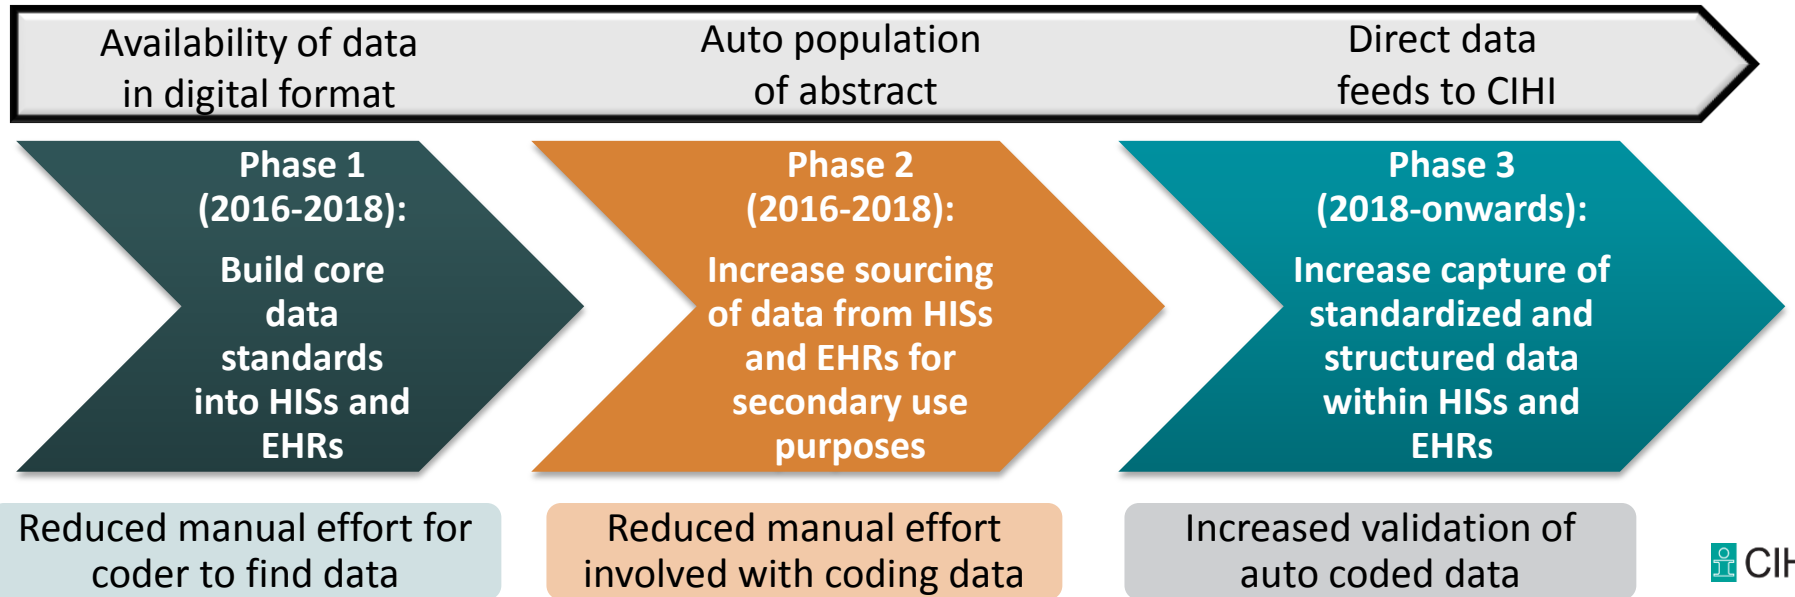 Availability of data
in digital format
Auto population
of abstract
Direct data
feeds to CIHI
Phase 1
(2016-2018):
Build core
data
standards
into HISs and
EHRs
Phase 2
(2016-2018):
Increase sourcing
of data from HISs
and EHRs for
secondary use
purposes
Phase 3
(2018-onwards):
Increase capture of
standardized and
structured data
within HISs and
EHRs
Reduced manual effort for
coder to find data
Reduced manual effort
involved with coding data
Increased validation of
auto coded data